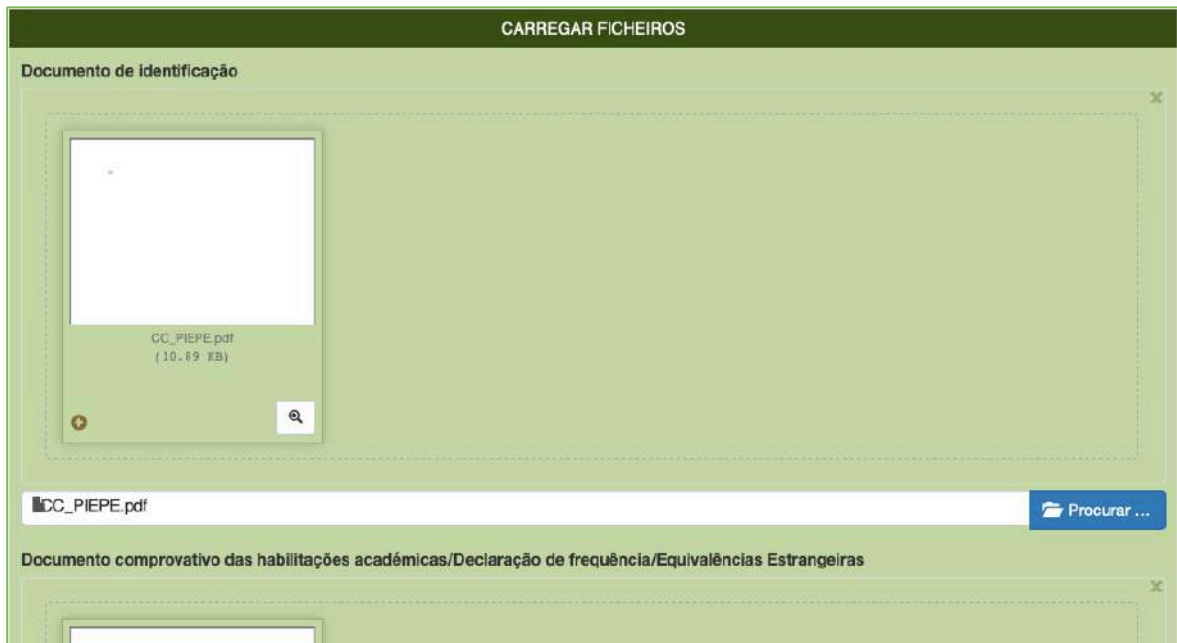 CARREGAR FICHEIROS
Documento de identificação
CC_PIEPE.pdf
(10.89 KB)
CC_PIEPE.pdf
Procurar ...
Documento comprovativo das habilitações académicas/Declaração de frequência/Equivalências Estrangeiras